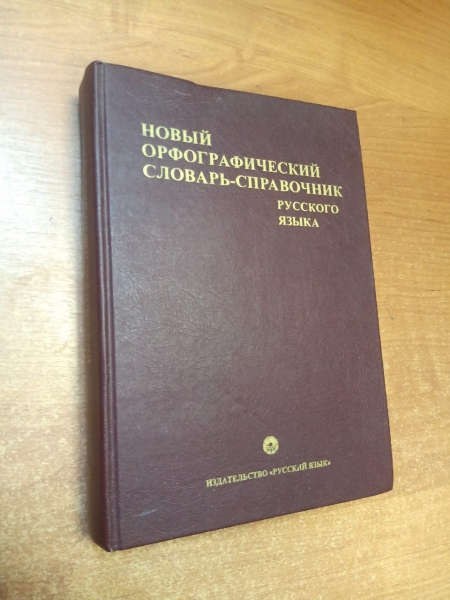 НОВЫЙ
ОРФОГРАФИЧЕСКИЙ
СЛОВАРЬ-СПРАВОЧНИК
РУССКОГО
ЯЗЫКА
ИЗДАТЕЛЬСТВО «РУССКИЙ ЯЗЫК»